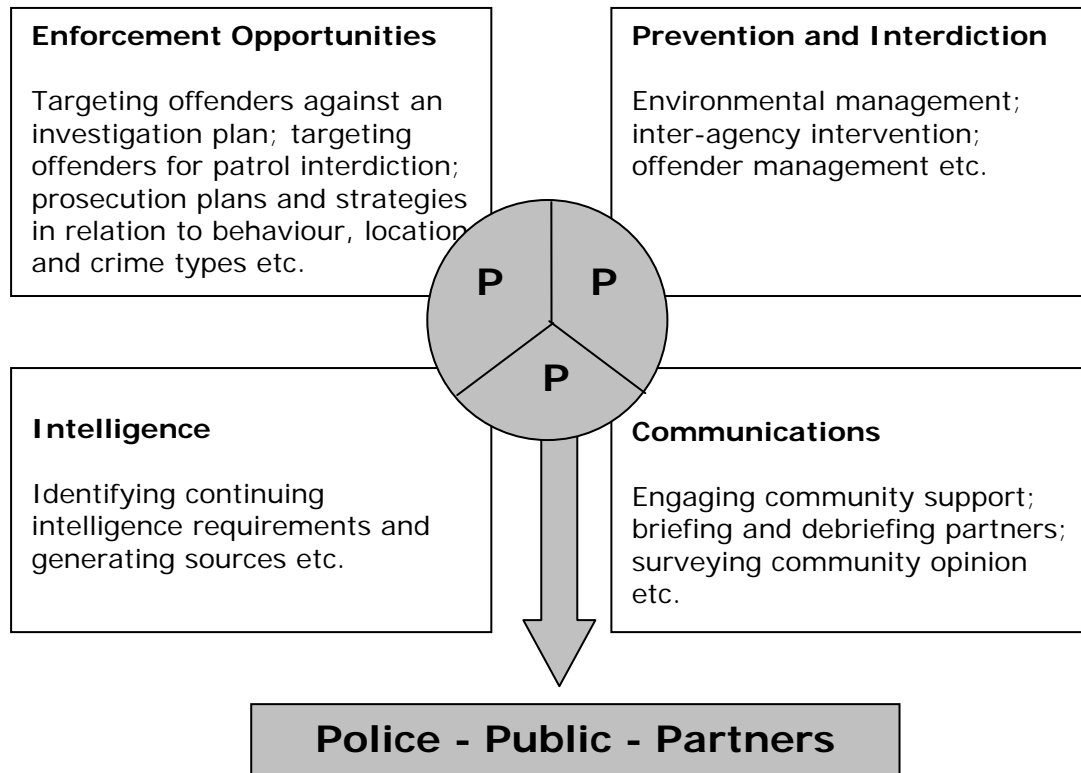 Enforcement Opportunities
Targeting offenders against an
investigation plan; targeting
offenders for patrol interdiction;
prosecution plans and strategies
in relation to behaviour, location
and crime types etc.
Prevention and Interdiction
Environmental management;
inter-agency intervention;
offender management etc.
P
P
P
Intelligence
Identifying continuing
intelligence requirements and
generating sources etc.
Communications
Engaging community support;
briefing and debriefing partners;
surveying community opinion
etc.
Police - Public - Partners